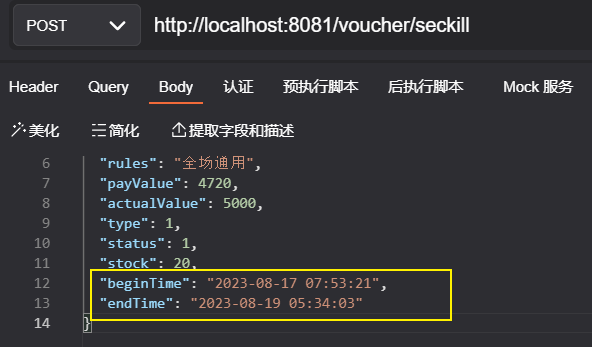 POST http://localhost:8081/voucher/seckill
Header Query Body 认证 预执行脚本 后执行脚本 Mock 服务
美化 简化 提取字段和描述
6 "rules": "全场通用",
7 "payValue": 4720,
8 "actualValue": 5000,
9 "type": 1,
10 "status": 1,
11 "stock": 20,
12 "beginTime": "2023-08-17 07:53:21",
13 "endTime": "2023-08-19 05:34:03"
14 }